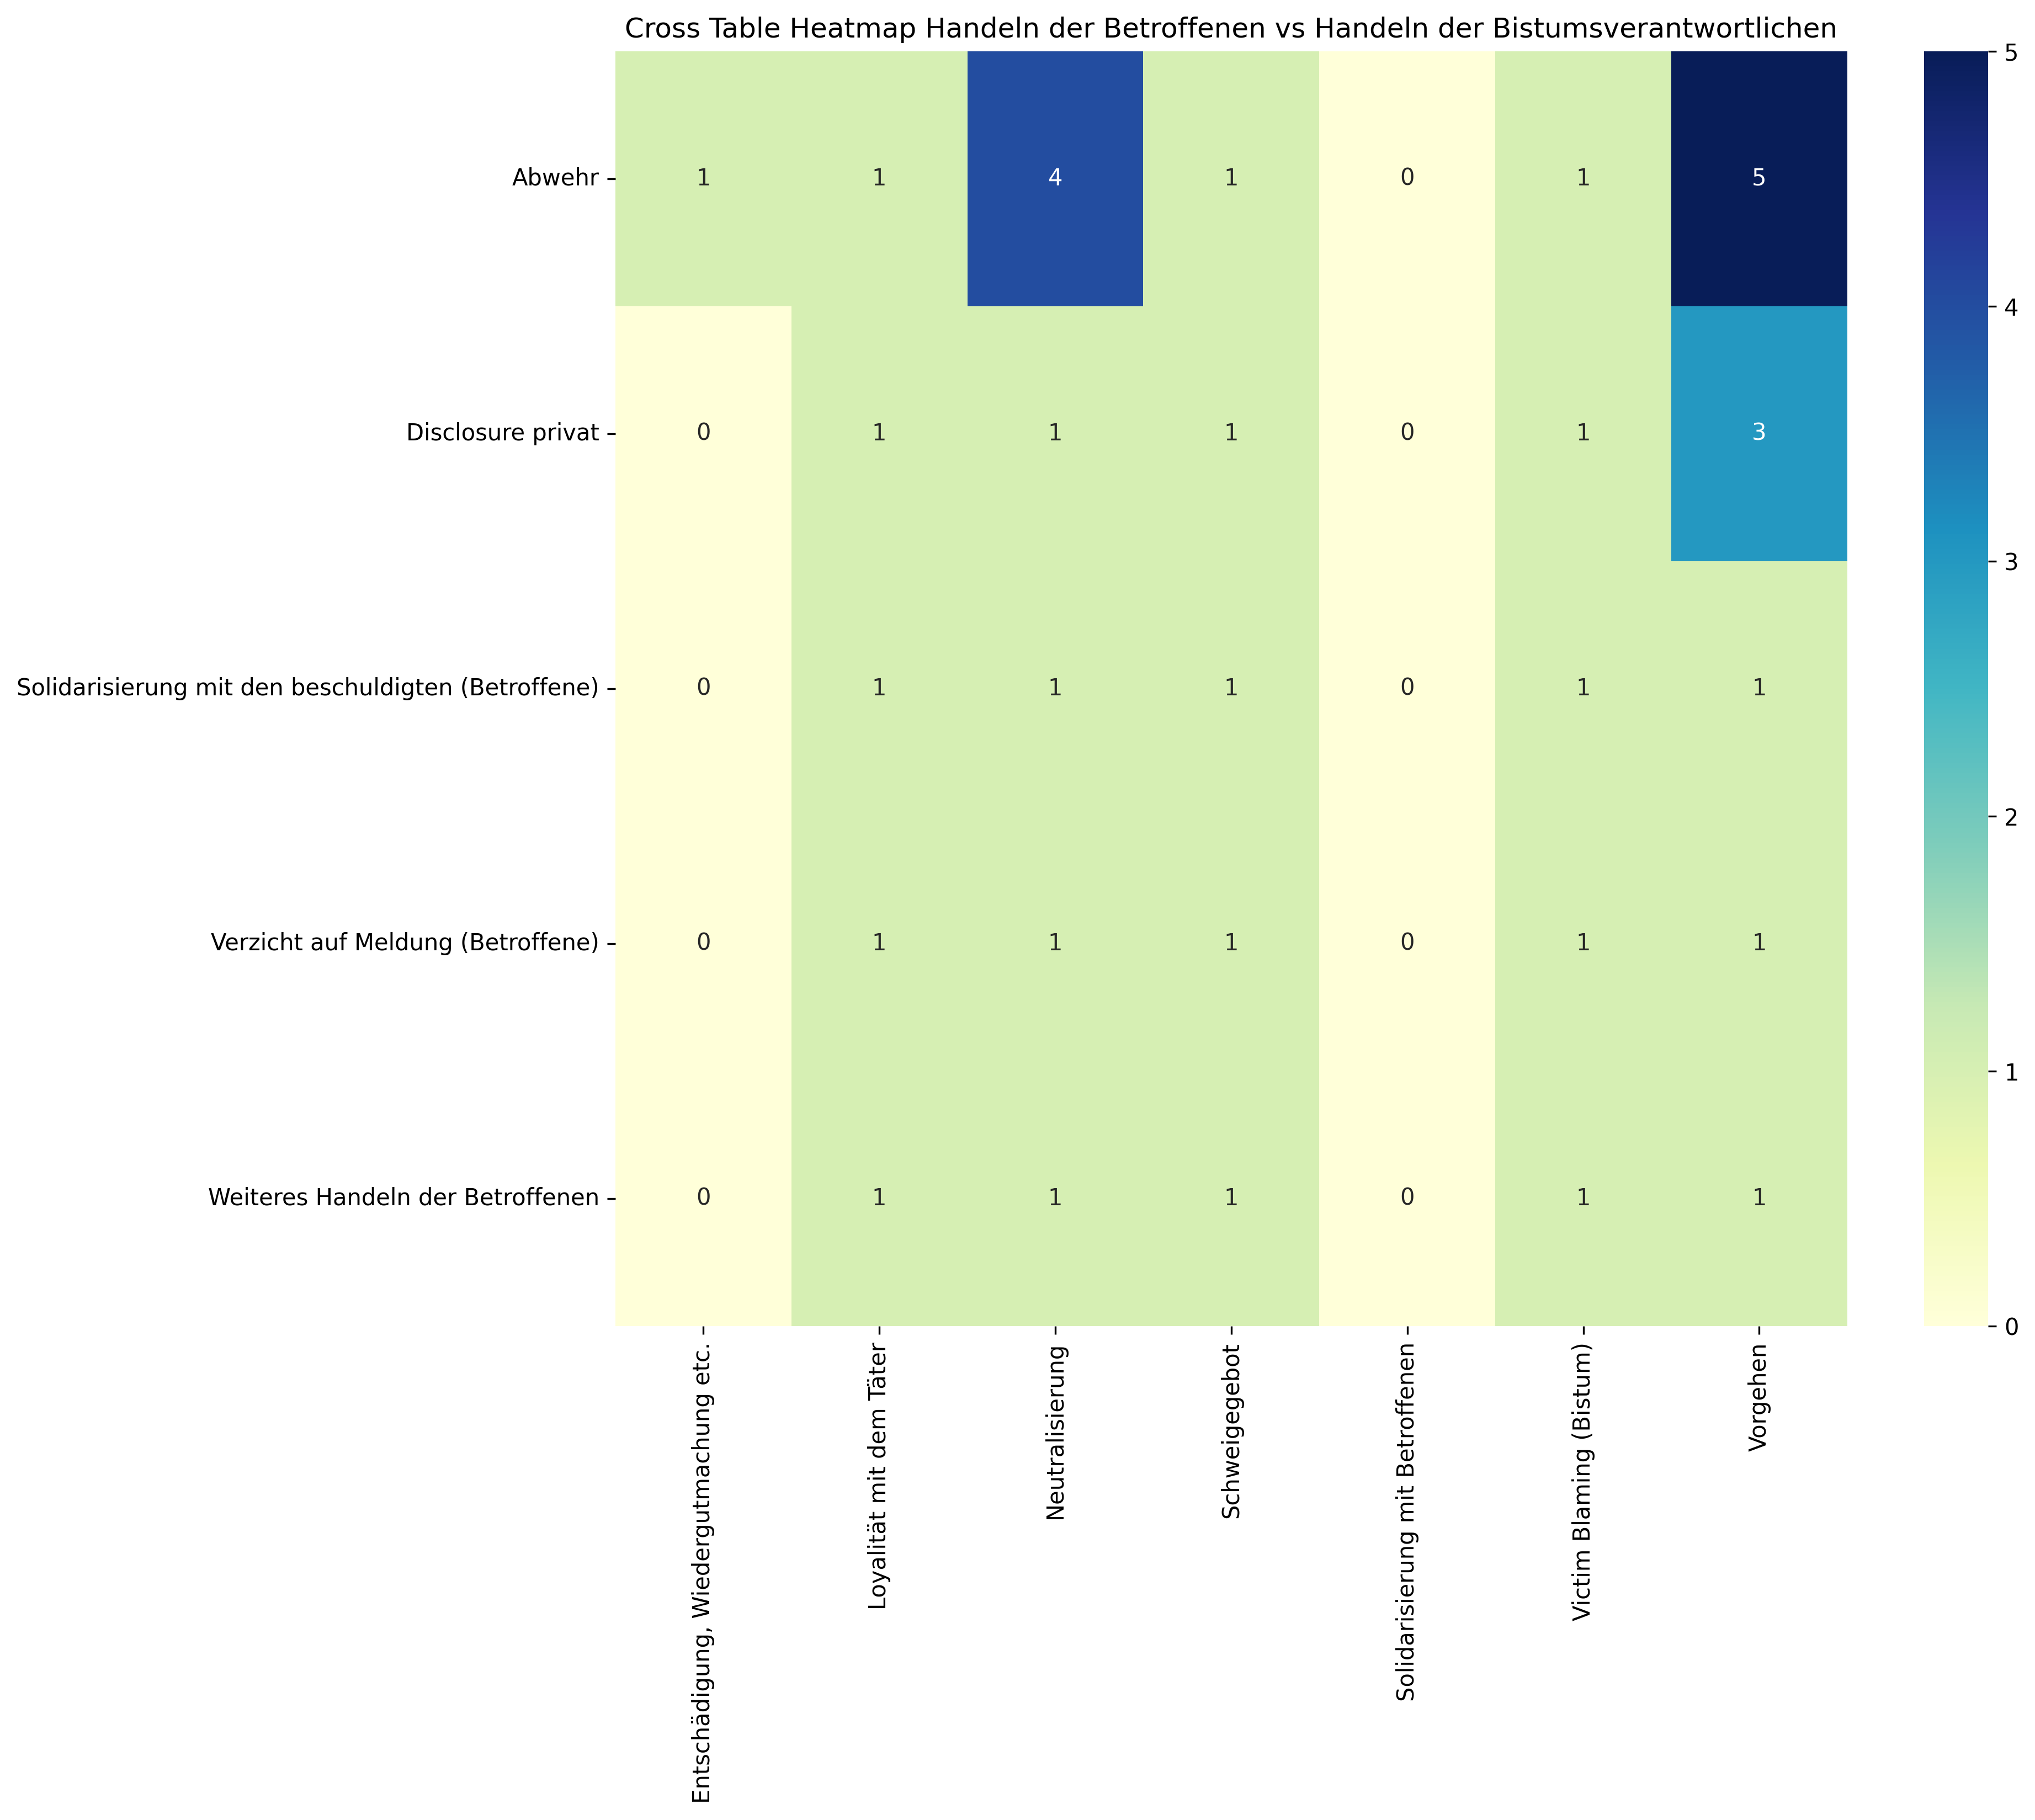 Cross Table Heatmap Handeln der Betroffenen vs Handeln der Bistumsverantwortlichen
Abwehr 1 1 4 1 0 1 5
Disclosure privat 0 1 1 1 0 1 3
Solidarisierung mit den beschuldigten (Betroffene) 0 1 1 1 0 1 1
Verzicht auf Meldung (Betroffene) 0 1 1 1 0 1 1
Weiteres Handeln der Betroffenen 0 1 1 1 0 1 1
Entschädigung, Wiedergutmachung etc.
Loyalität mit dem Täter
Neutralisierung
Schweigegebot
Solidarisierung mit Betroffenen
Victim Blaming (Bistum)
Vorgehen
5
4
3
2
1
0